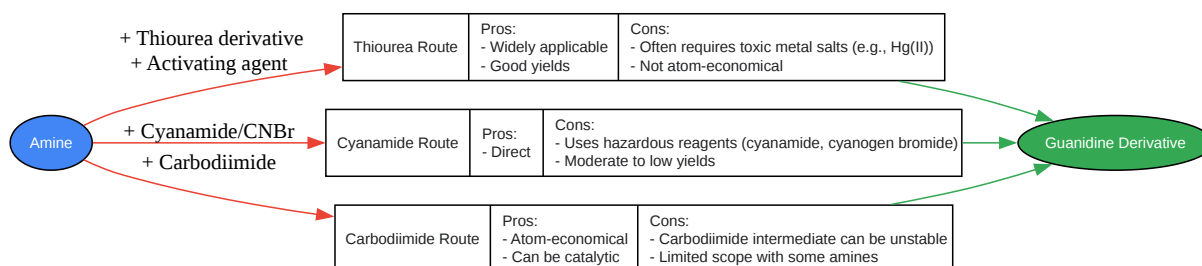 + Thiourea derivative
+ Activating agent
Thiourea Route
Pros:
- Widely applicable
- Good yields
Cons:
- Often requires toxic metal salts (e.g., Hg(II))
- Not atom-economical
Amine
+ Cyanamide/CNBr
Cyanamide Route
Pros:
- Direct
Cons:
- Uses hazardous reagents (cyanamide, cyanogen bromide)
- Moderate to low yields
Guanidine Derivative
+ Carbodiimide
Carbodiimide Route
Pros:
- Atom-economical
- Can be catalytic
Cons:
- Carbodiimide intermediate can be unstable
- Limited scope with some amines